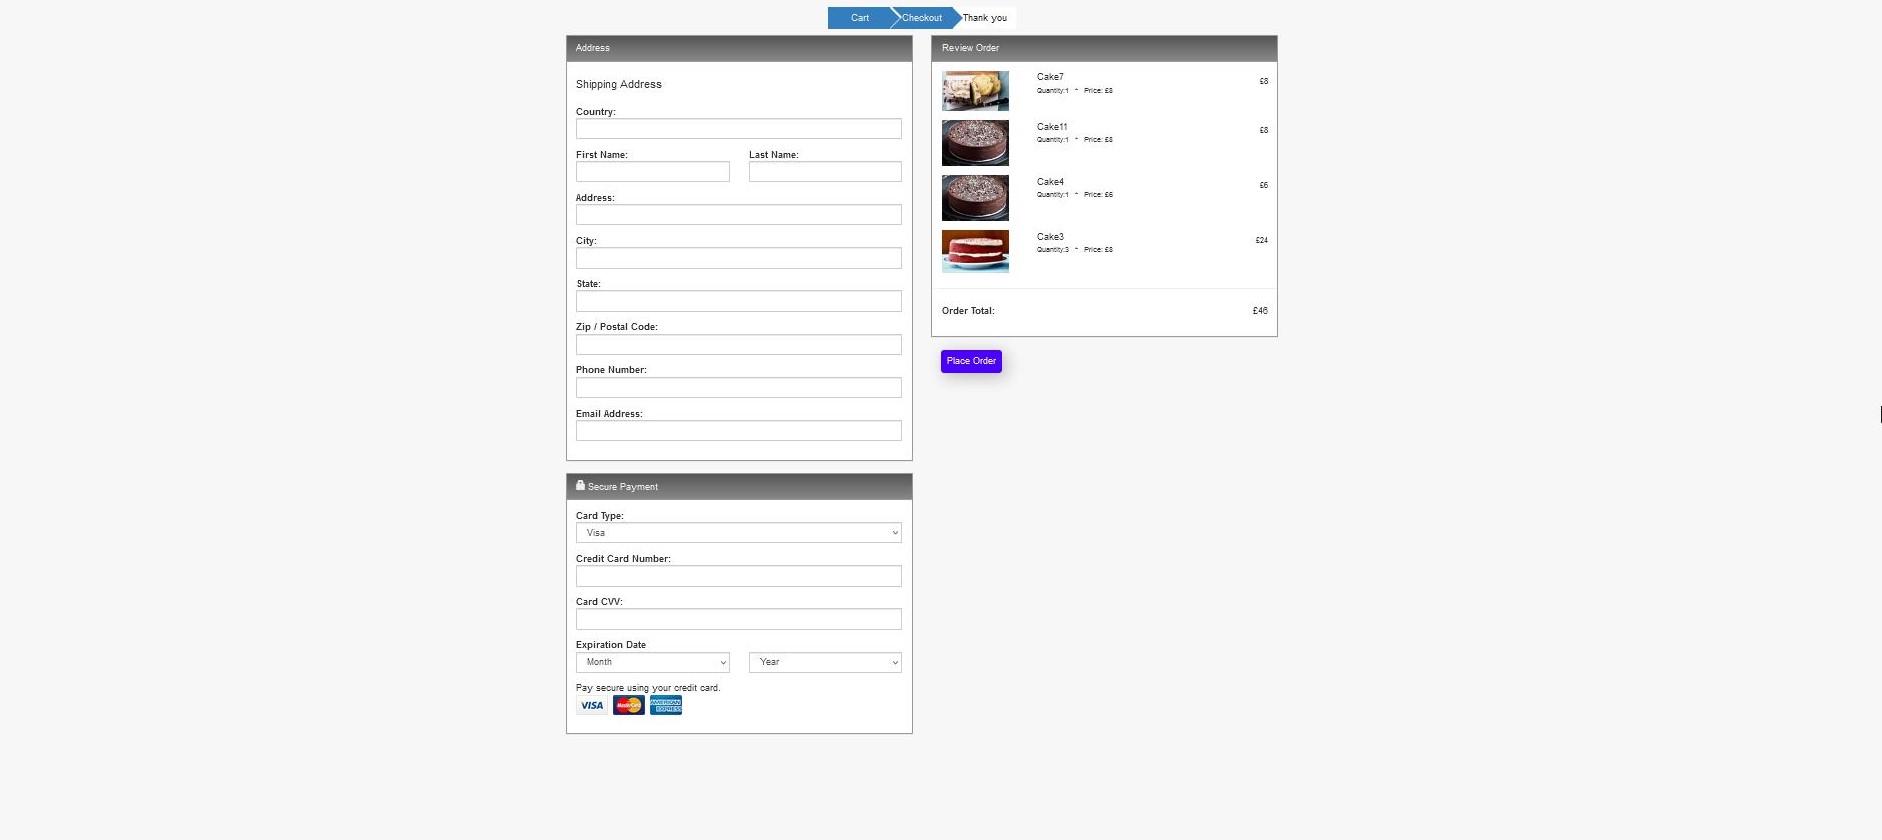 Cart
Checkout
Thank you
Address
Shipping Address
Country:
First Name:
Last Name:
Address:
City:
State:
Zip / Postal Code:
Phone Number:
Email Address:
Secure Payment
Card Type:
Visa
Credit Card Number:
Card CVV:
Expiration Date
Month
Year
Pay secure using your credit card.
VISA
MasterCard
AMERICAN
EXPRESS
Review Order
Cake7
£8
Quantity:1 * Price: £8
Cake11
£8
Quantity:1 * Price: £8
Cake4
£6
Quantity:1 * Price: £6
Cake3
£24
Quantity:3 * Price: £8
Order Total:
£46
Place Order